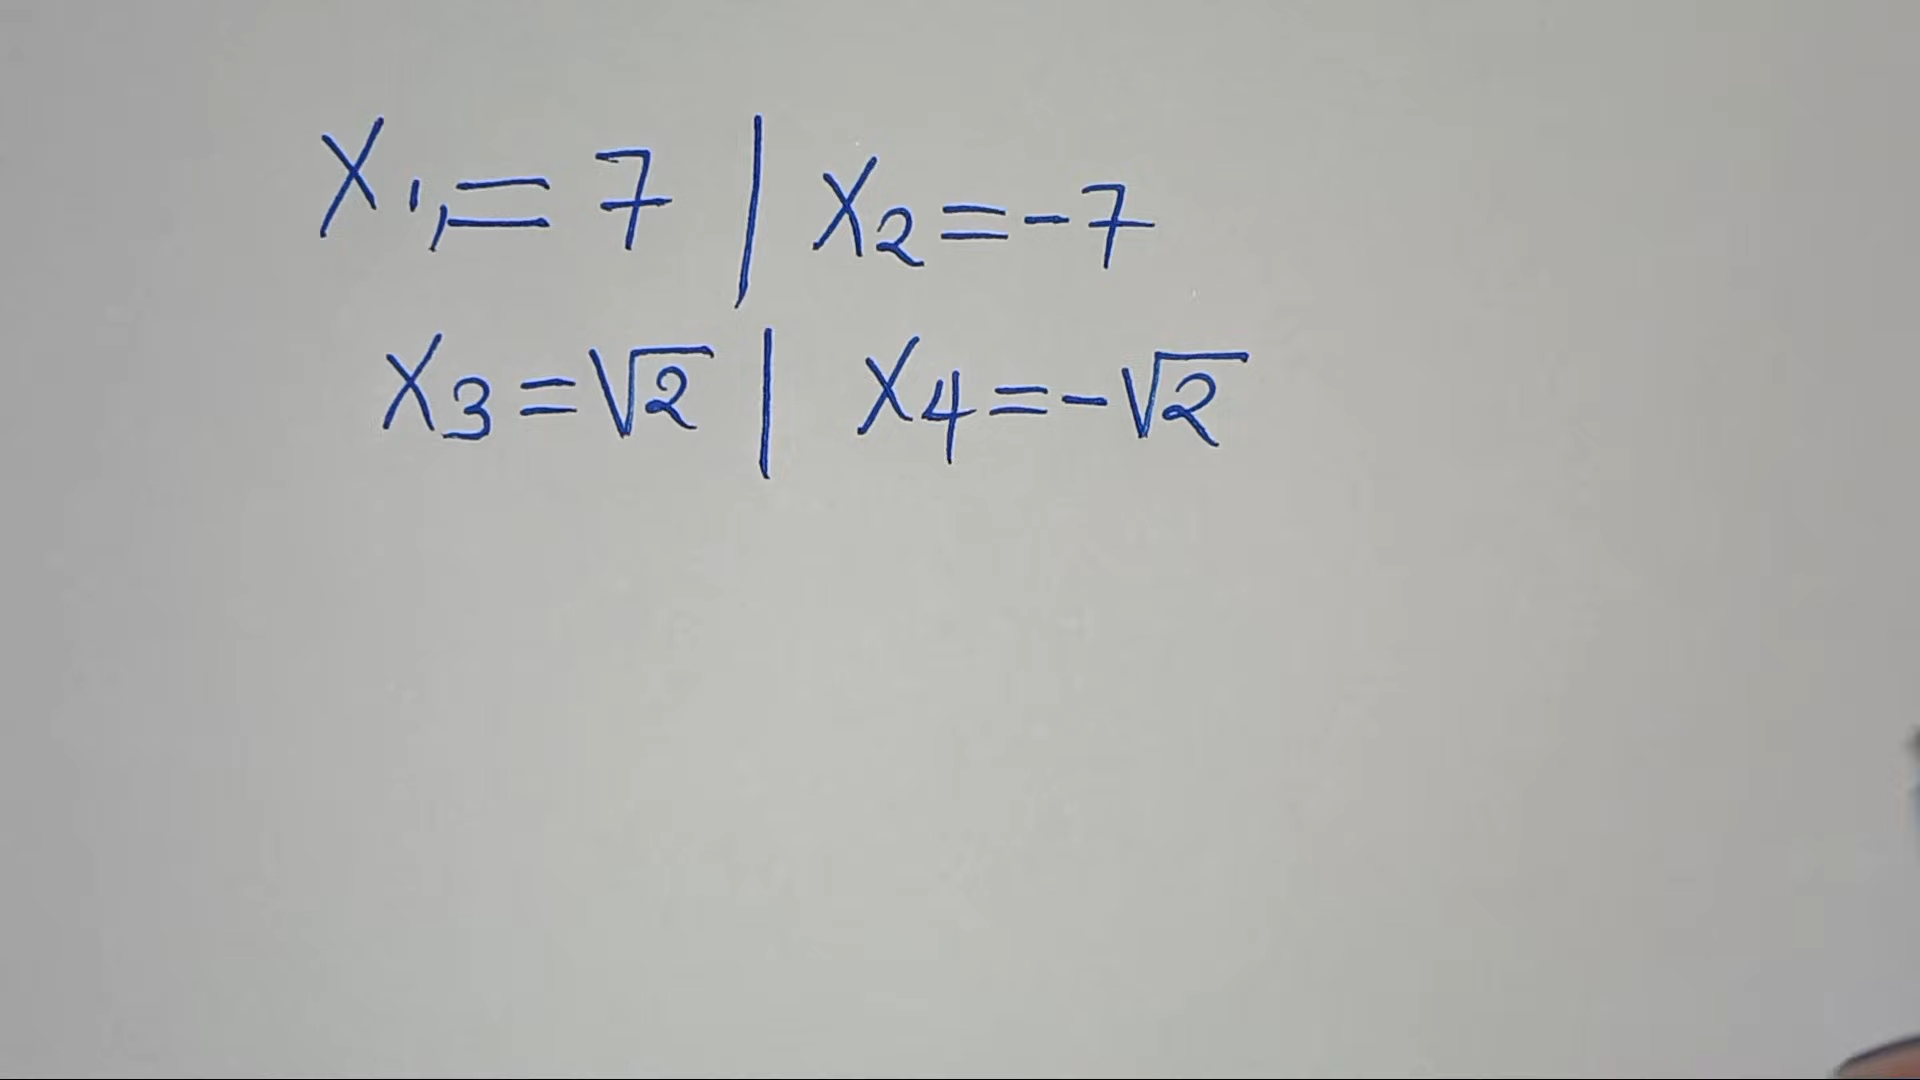 X₁,= 7 | X₂=-7
X₃=√2 | X₄=-√2